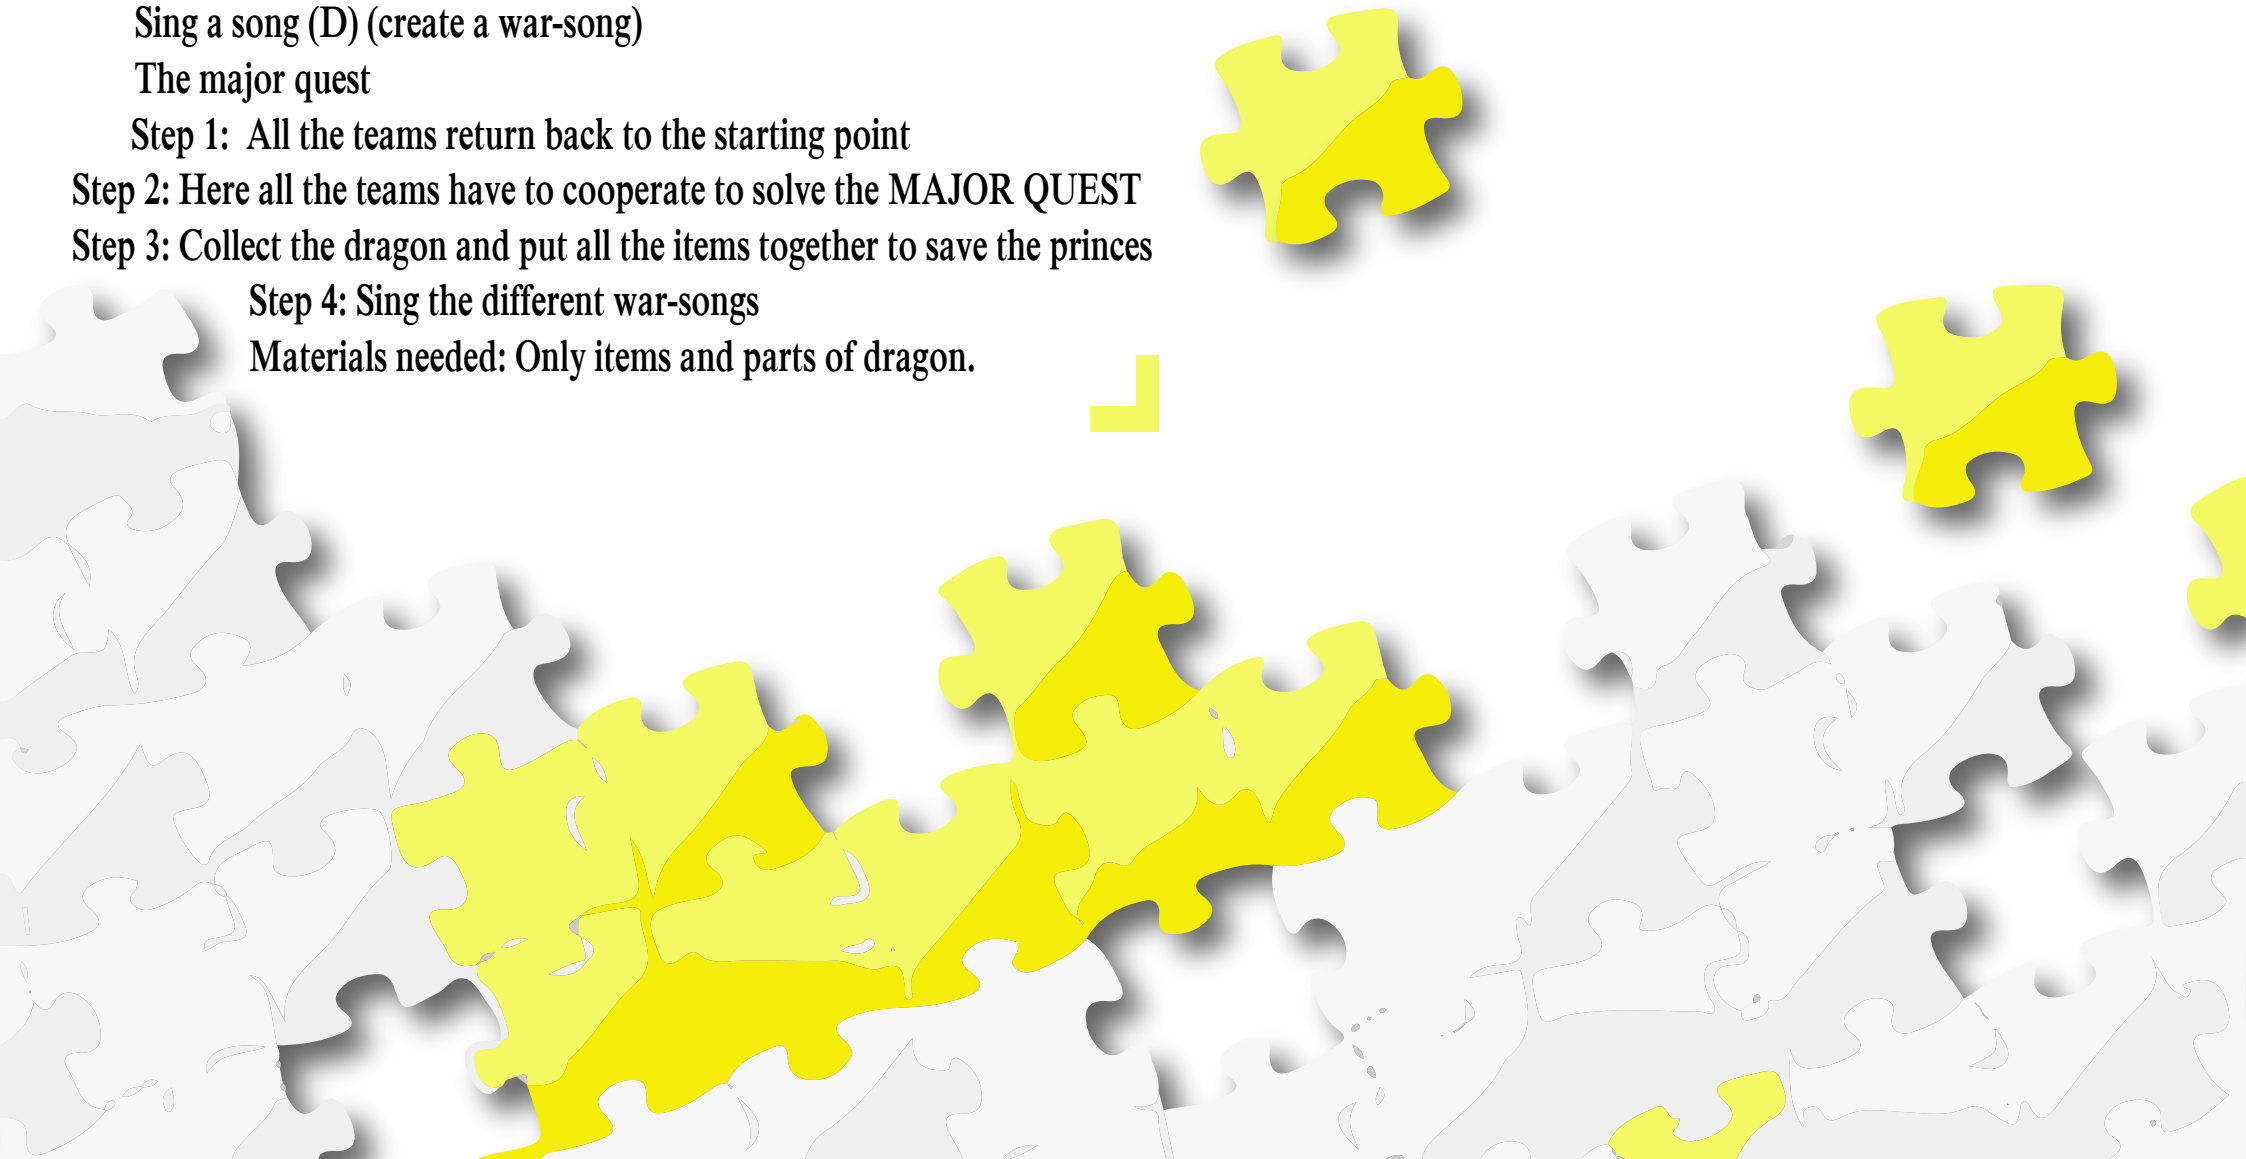 Sing a song (D) (create a war-song)
The major quest
Step 1: All the teams return back to the starting point
Step 2: Here all the teams have to cooperate to solve the MAJOR QUEST
Step 3: Collect the dragon and put all the items together to save the princes
Step 4: Sing the different war-songs
Materials needed: Only items and parts of dragon.